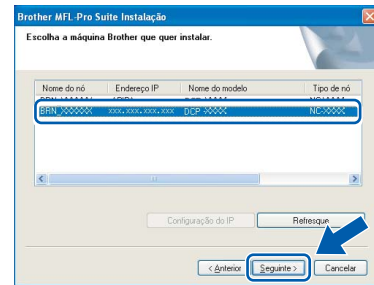 Brother MFL-Pro Suite Instalação
Escolha a máquina Brother que quer instalar.
Nome do nó Endereço IP Nome do modelo Tipo de nó
BRN_XXXXXX xxx.xxx.xxx.xxx DCP-XXXX NC-XXXX
Configuração do IP Refresque
< Anterior Seguinte > Cancelar